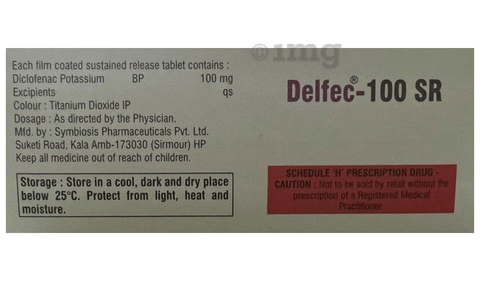 1mg
Each film coated sustained release tablet contains :
Diclofenac Potassium BP 100 mg
Excipients qs
Colour : Titanium Dioxide IP
Dosage : As directed by the Physician.
Mfd. by : Symbiosis Pharmaceuticals Pvt. Ltd.
Suketi Road, Kala Amb-173030 (Sirmour) HP
Keep all medicine out of reach of children.
Storage : Store in a cool, dark and dry place
below 25°C. Protect from light, heat and
moisture.
Delfec®-100 SR
SCHEDULE 'H' PRESCRIPTION DRUG -
CAUTION : Not to be sold by retail without the
prescription of a Registered Medical
Practitioner